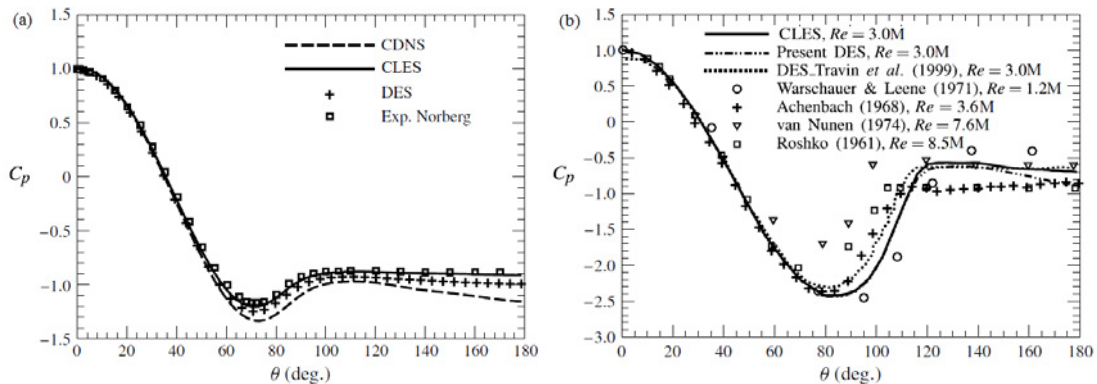 (a)
1.5
1.0
0.5
0
−0.5
−1.0
−1.5
Cp
0 20 40 60 80 100 120 140 160 180
θ (deg.)
CDNS
CLES
DES
Exp. Norberg
(b)
1.5
1.0
0.5
0
−0.5
−1.0
−1.5
−2.0
−2.5
−3.0
Cp
0 20 40 60 80 100 120 140 160 180
θ (deg.)
CLES, Re = 3.0M
Present DES, Re = 3.0M
DES_Travin et al. (1999), Re = 3.0M
Warschauer & Leene (1971), Re = 1.2M
Achenbach (1968), Re = 3.6M
van Nunen (1974), Re = 7.6M
Roshko (1961), Re = 8.5M